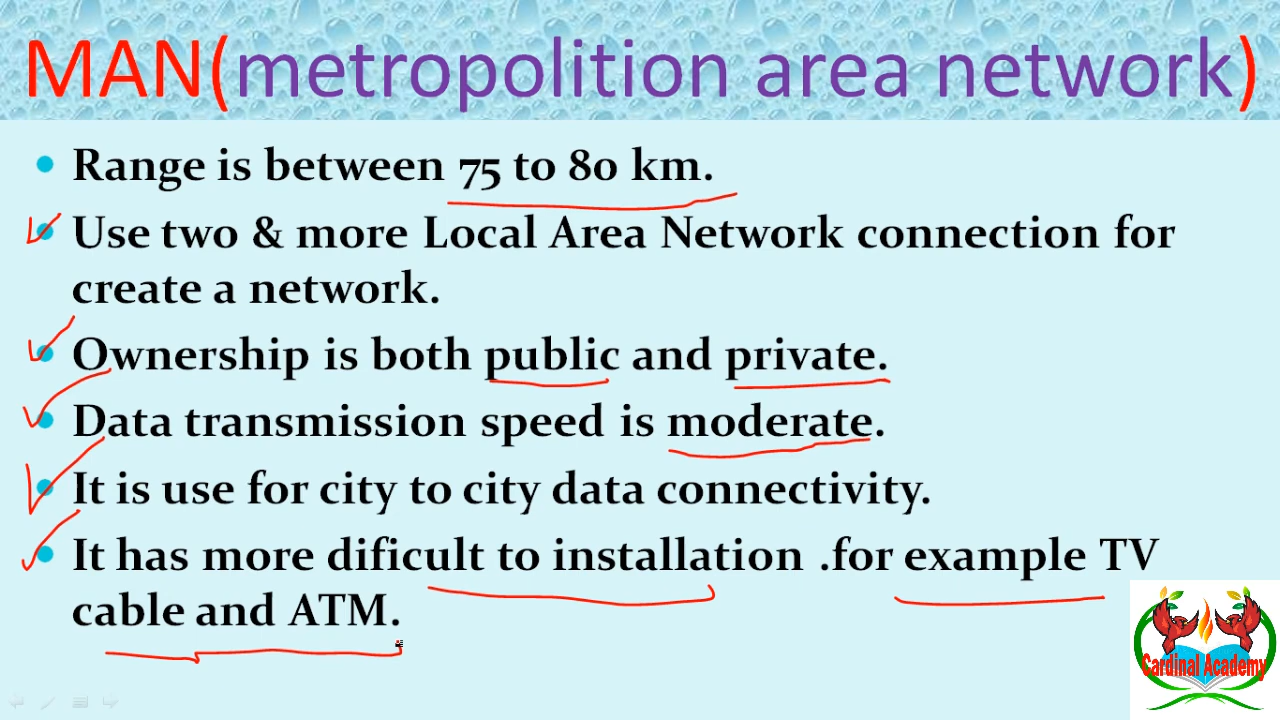 MAN(metropolition area network)
Range is between 75 to 80 km.
Use two & more Local Area Network connection for
create a network.
Ownership is both public and private.
Data transmission speed is moderate.
It is use for city to city data connectivity.
It has more dificult to installation .for example TV
cable and ATM.
Cardinal Academy